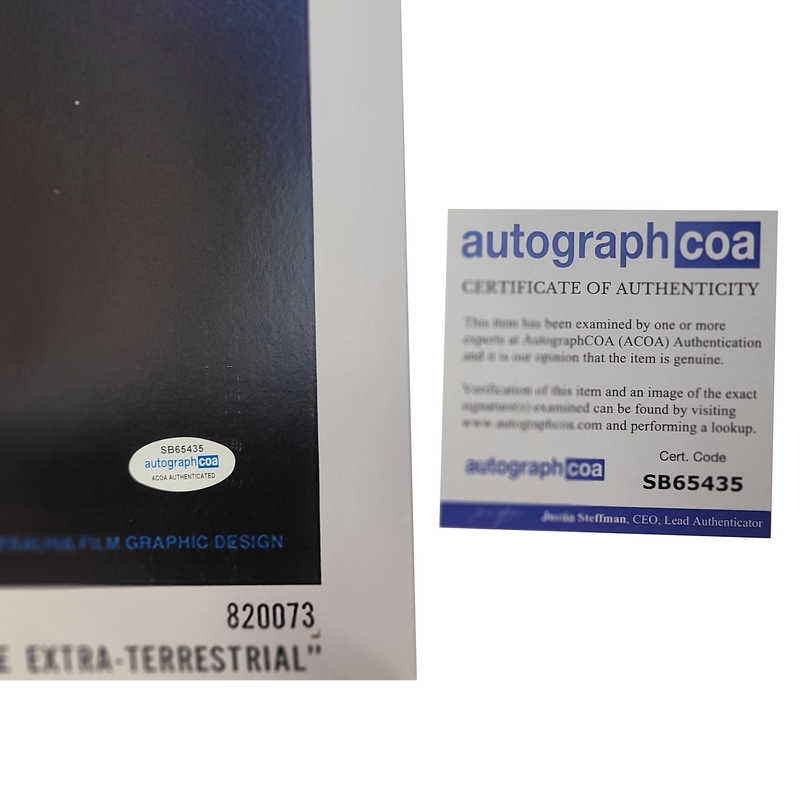 SB65435
autographcoa
ACOA AUTHENTICATED
FILM GRAPHIC DESIGN
820073
E EXTRA-TERRESTRIAL"
autographcoa
CERTIFICATE OF AUTHENTICITY
This item has been examined by one or more
experts at AutographCOA (ACOA) Authentication
and it is our opinion that the item is genuine.
Verification of this item and an image of the exact
signature(s) examined can be found by visiting
www.autographcoa.com and performing a lookup.
Cert. Code
autographcoa
SB65435
Justin Steffman, CEO, Lead Authenticator